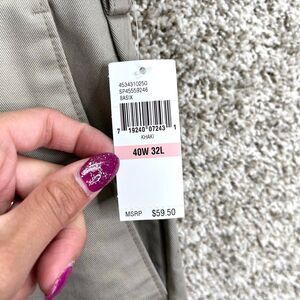 4534310250
SP45559246
BASIX
7 19240 07243 1
KHAKI
40W 32L
MSRP $59.50